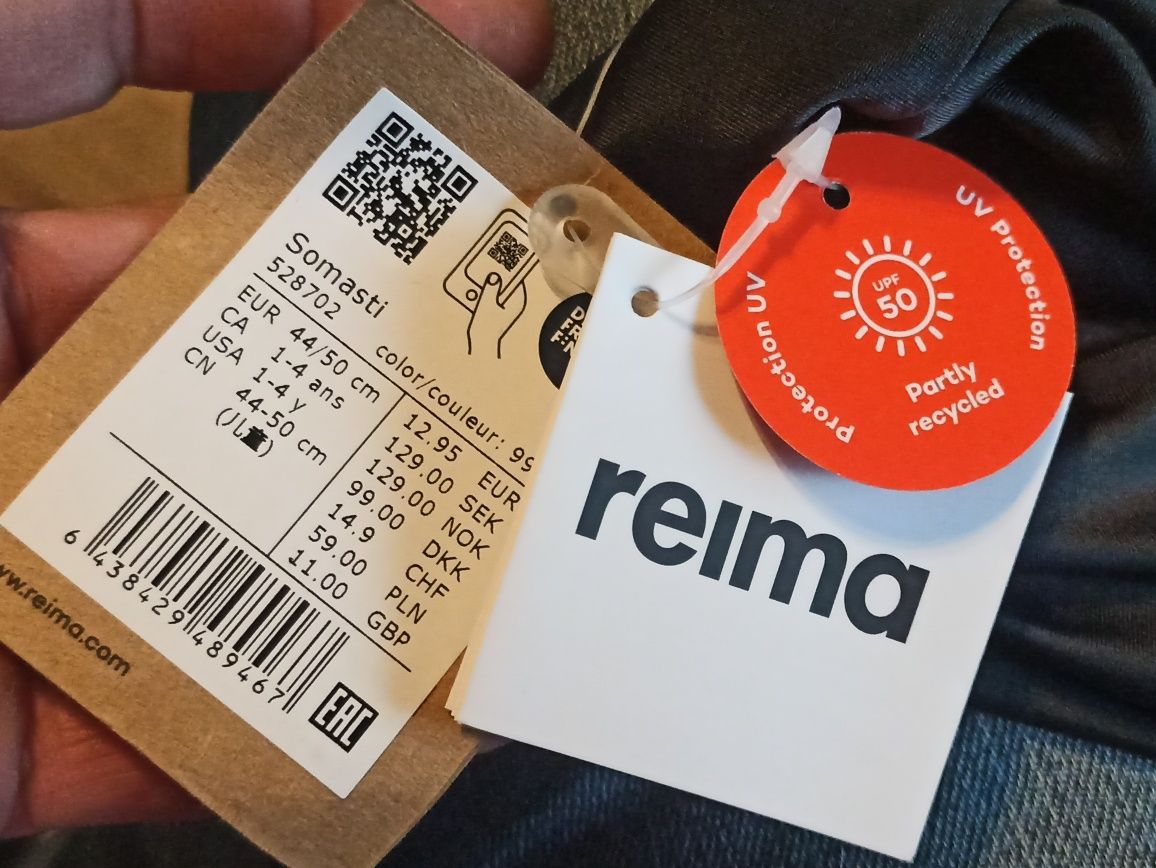 Somasti
528702
EUR 44/50 cm
CA 1-4 ans
USA 1-4 y
CN 44-50 cm
(儿童)
color/couleur: 99
12.95 EUR
129.00 SEK
129.00 NOK
99.00 DKK
14.9 CHF
59.00 PLN
11.00 GBP
6 438429 489467
EAC
www.reima.com
reima
UV Protection
UPF
50
Protection UV
Partly
recycled